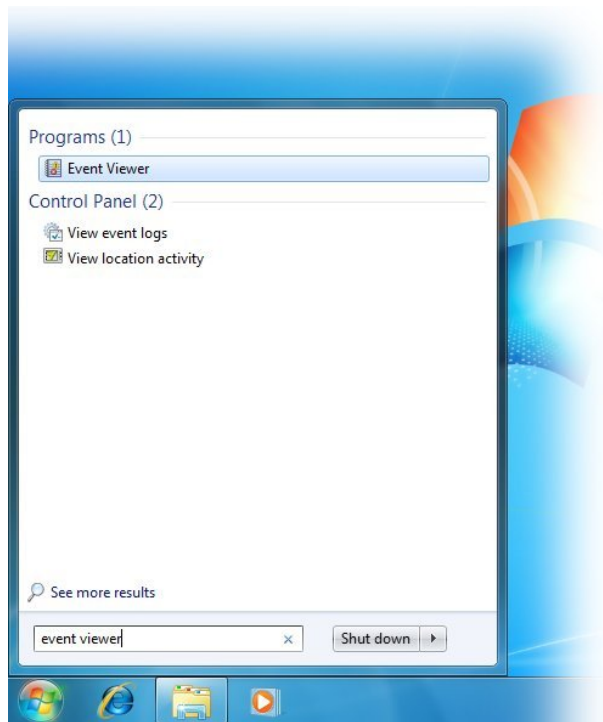 Programs (1)
Event Viewer
Control Panel (2)
View event logs
View location activity
See more results
event viewer
Shut down